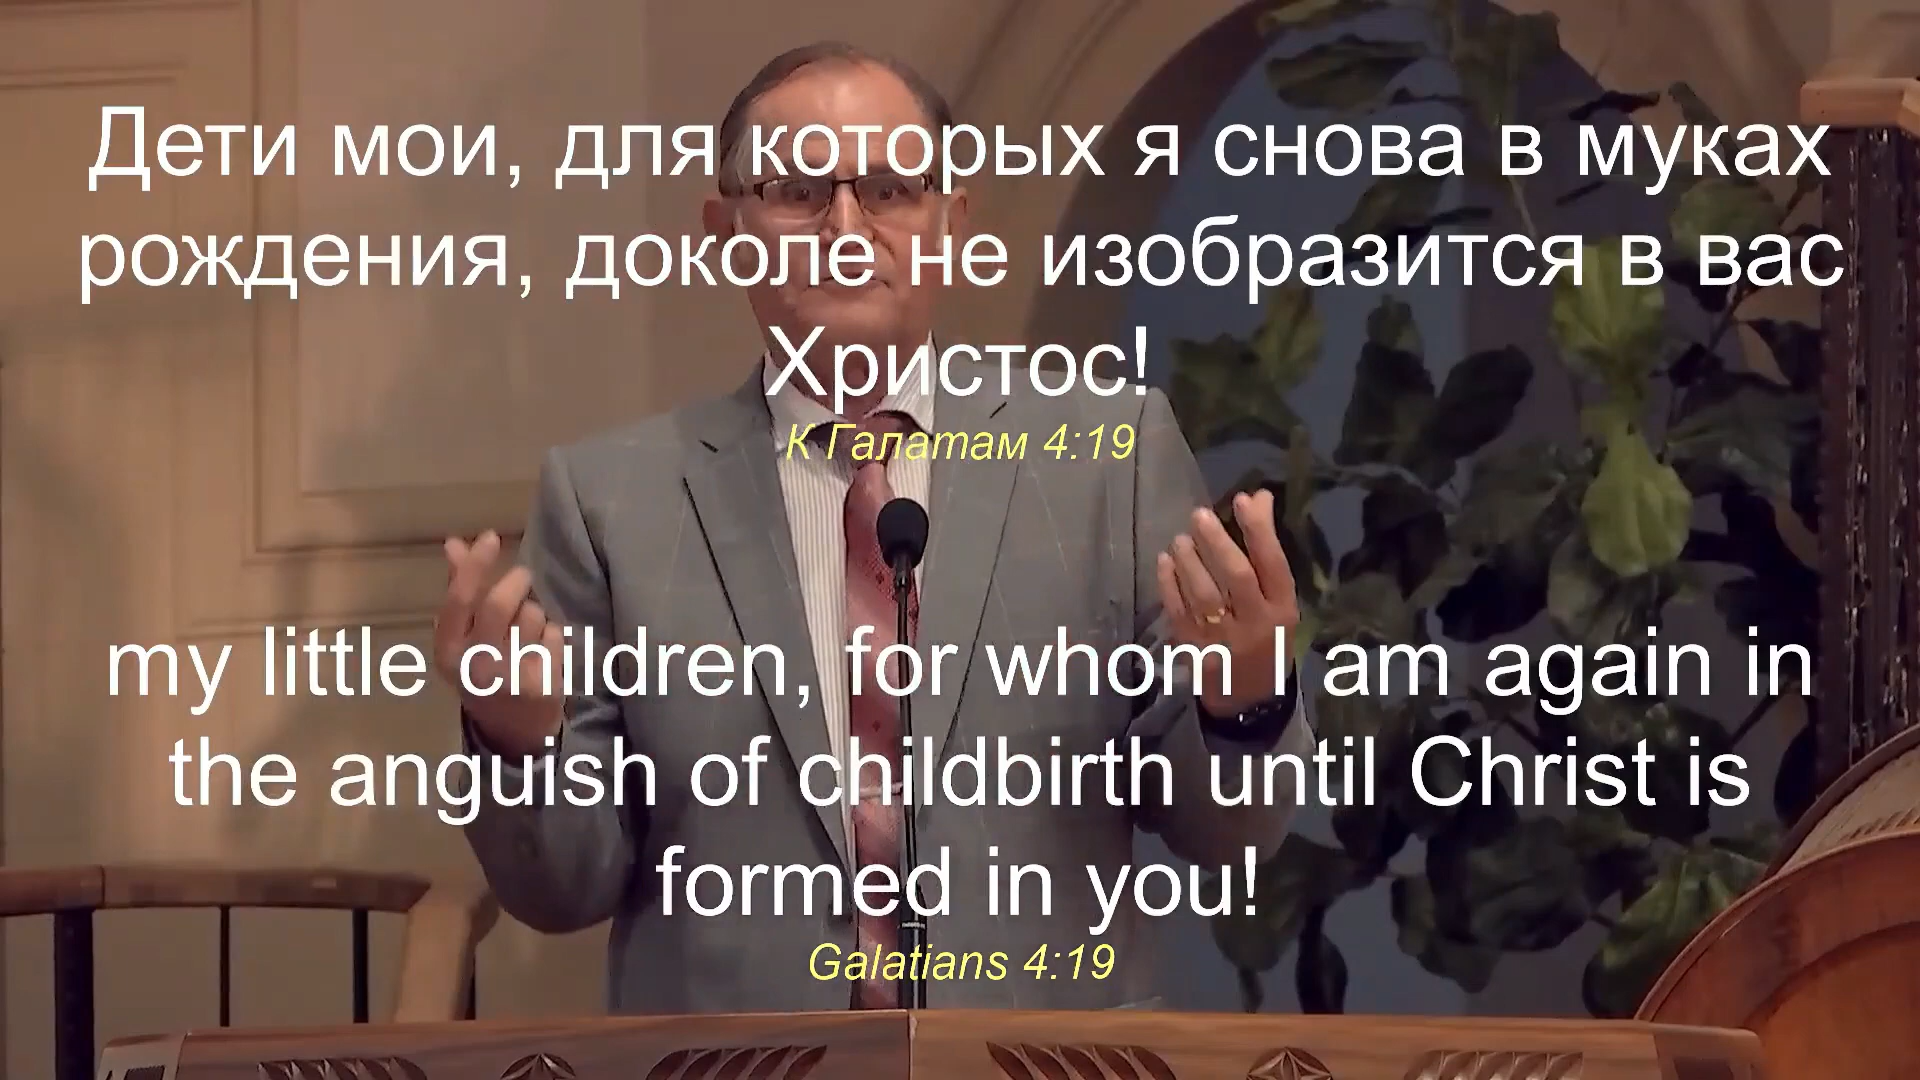 Дети мои, для которых я снова в муках
рождения, доколе не изобразится в вас
Христос!
К Галатам 4:19
my little children, for whom I am again in
the anguish of childbirth until Christ is
formed in you!
Galatians 4:19